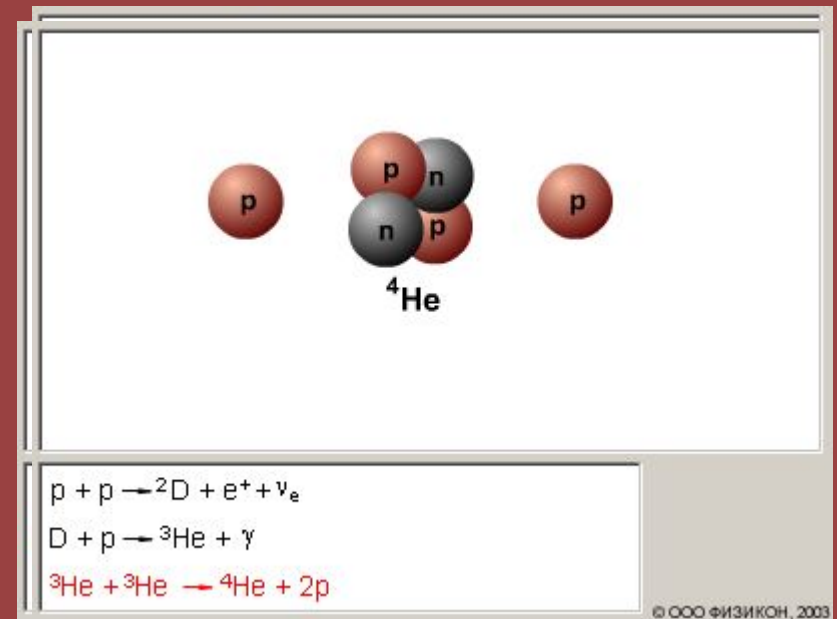 p p n n p p
⁴He
p + p → ²D + e⁺ + νₑ
D + p → ³He + γ
³He + ³He → ⁴He + 2p
© ООО ФИЗИКОН, 2003